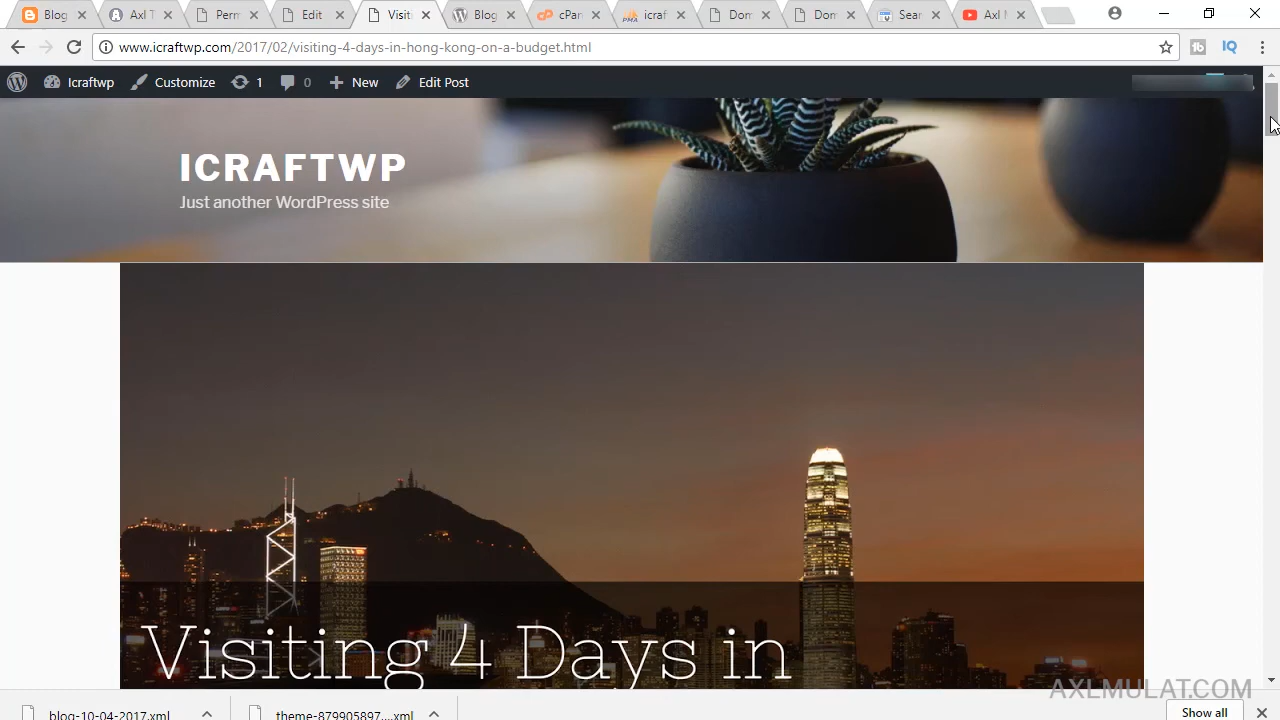 Blog
Axl T
Perm
Edit
Visiti
Blog
cPan
icraf
Dom
Dom
Sear
Axl M
www.icraftwp.com/2017/02/visiting-4-days-in-hong-kong-on-a-budget.html
Icraftwp
Customize
1
0
New
Edit Post
ICRAFTWP
Just another WordPress site
Visiting 4 Days in
AXLMULAT.COM
blog-10-04-2017.xml
theme-879905897....xml
Show all